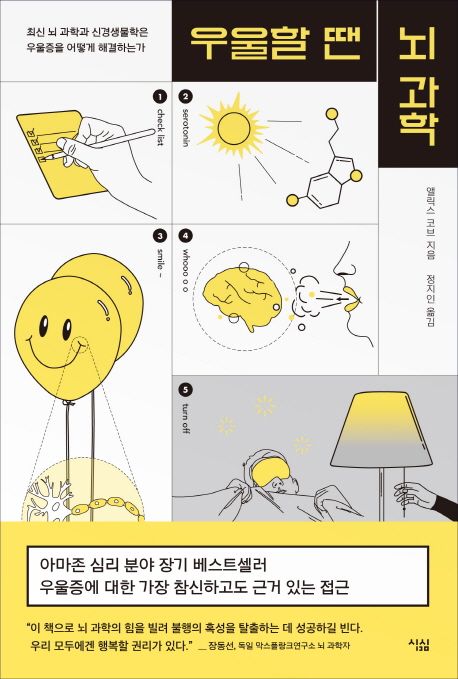 최신 뇌 과학과 신경생물학은
우울증을 어떻게 해결하는가
우울할 땐
뇌
과학
앨릭스 코브 지음
정지인 옮김
1
check list
2
serotonin
3
smile ~
4
whooo o o
5
turn off
아마존 심리 분야 장기 베스트셀러
우울증에 대한 가장 참신하고도 근거 있는 접근
“이 책으로 뇌 과학의 힘을 빌려 불행의 혹성을 탈출하는 데 성공하길 빈다.
우리 모두에겐 행복할 권리가 있다.” __ 장동선, 독일 막스플랑크연구소 뇌 과학자
시심